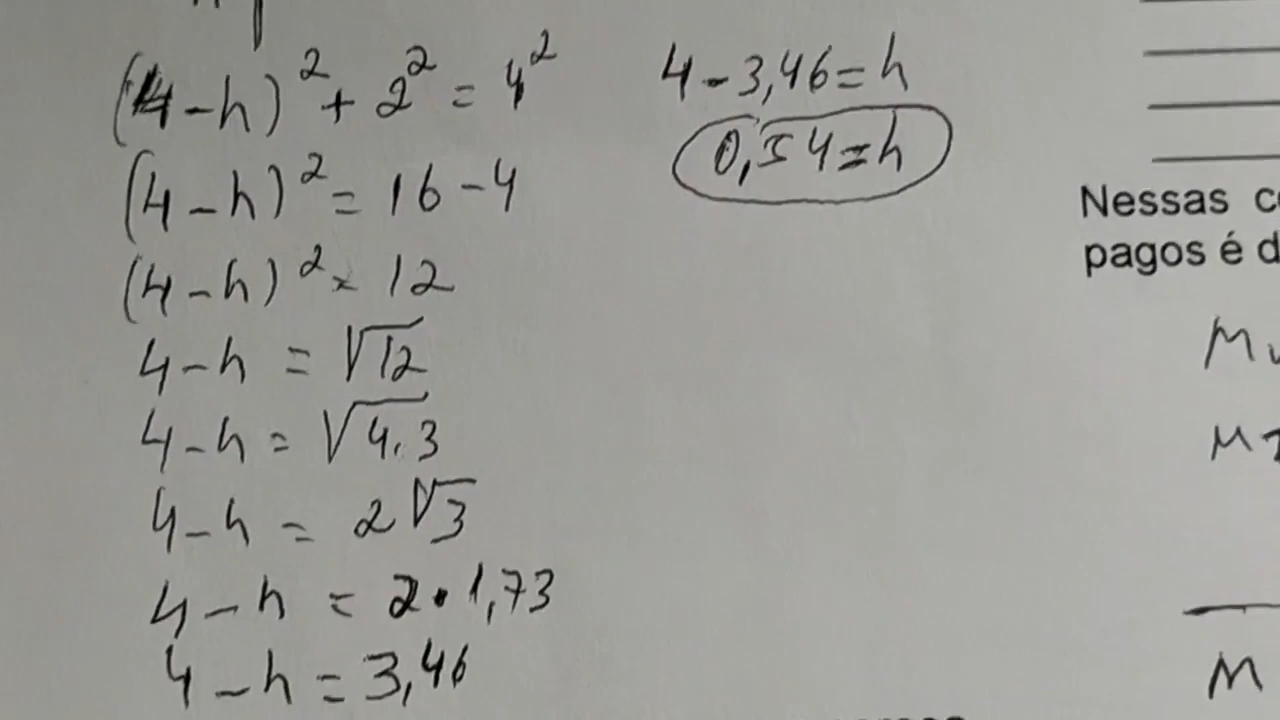 (4-h)² + 2² = 4²
(4-h)² = 16-4
(4-h)² = 12
4-h = √12
4-h = √4.3
4-h = 2√3
4-h = 2•1,73
4-h = 3,46
4-3,46=h
0,54=h
Nessas
pagos é
M
M
M